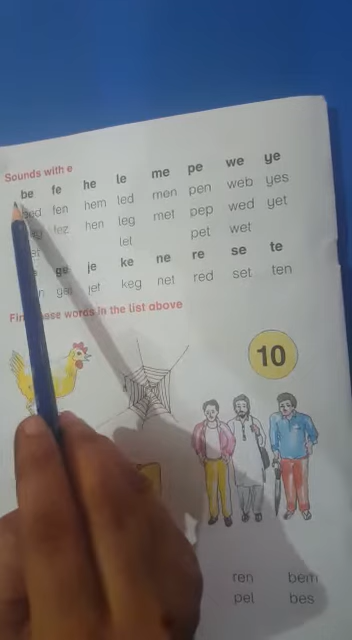 Sounds with e
be fe he le me pe we ye
fen hem led men pen web yes
fez hen leg met pep wed yet
let pet wet
ge je ke ne re se te
get jet keg net red set ten
these words in the list above
10
ren bem
pel bes